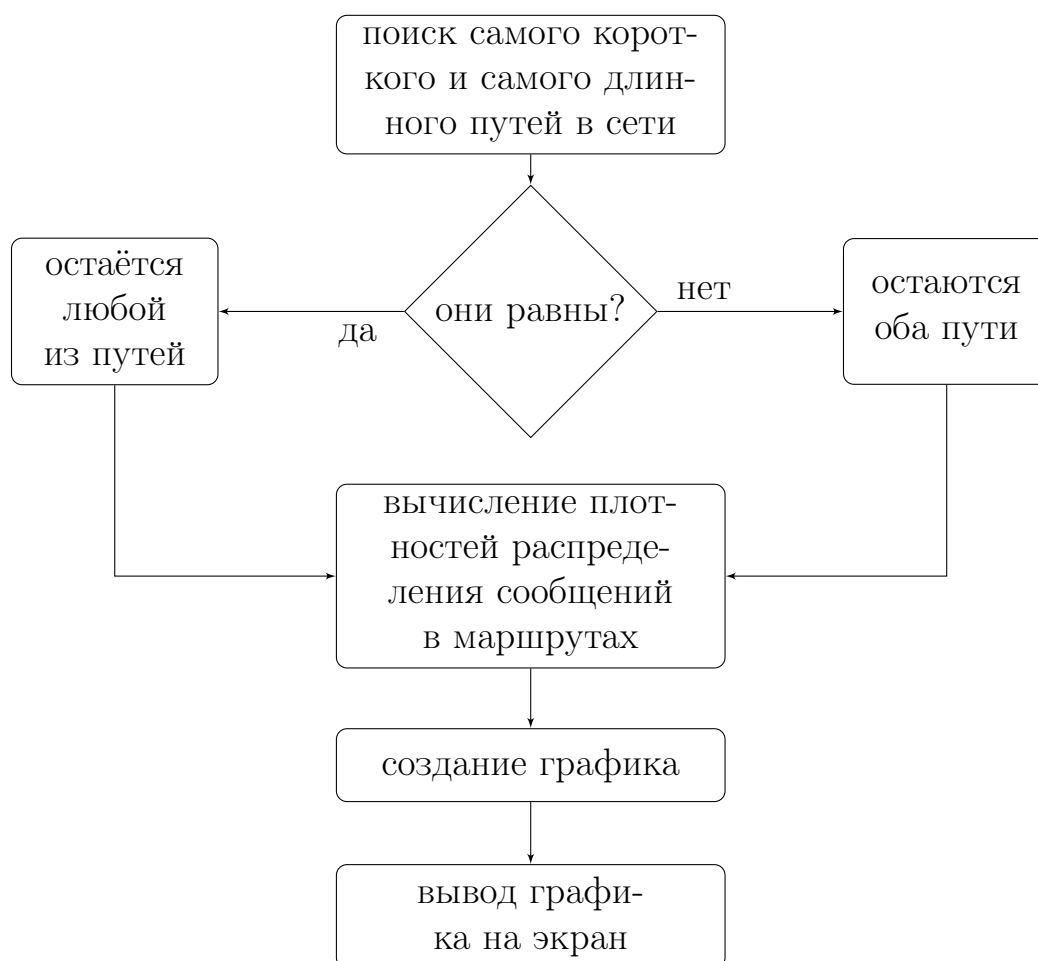 поиск самого корот-
кого и самого длин-
ного путей в сети
они равны?
да
нет
остаётся
любой
из путей
остаются
оба пути
вычисление плот-
ностей распреде-
ления сообщений
в маршрутах
создание графика
вывод графи-
ка на экран